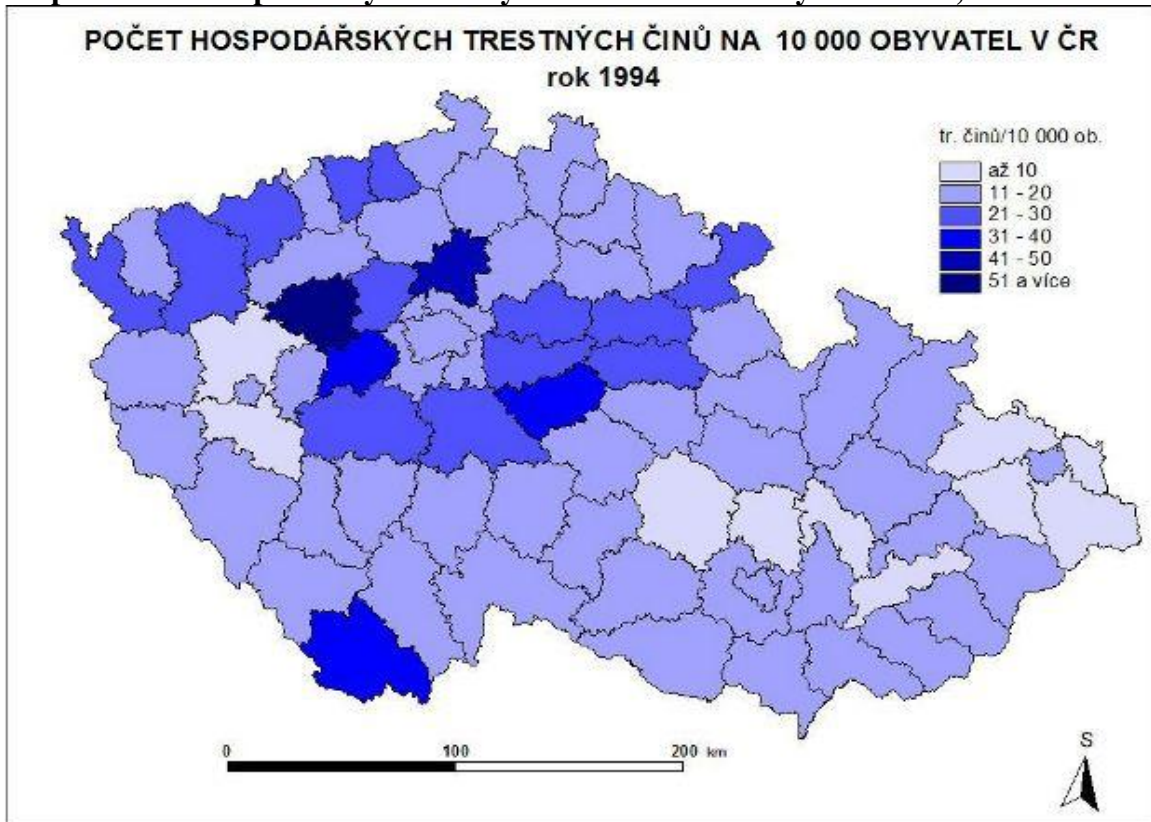 POČET HOSPODÁŘSKÝCH TRESTNÝCH ČINŮ NA 10 000 OBYVATEL V ČR
rok 1994
tr. činů/10 000 ob.
až 10
11 - 20
21 - 30
31 - 40
41 - 50
51 a více
0 100 200 km
S